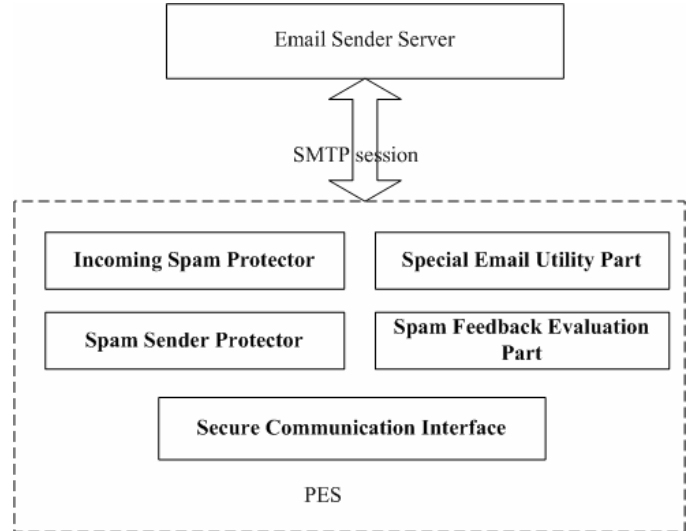 Email Sender Server
SMTP session
Incoming Spam Protector
Special Email Utility Part
Spam Sender Protector
Spam Feedback Evaluation
Part
Secure Communication Interface
PES